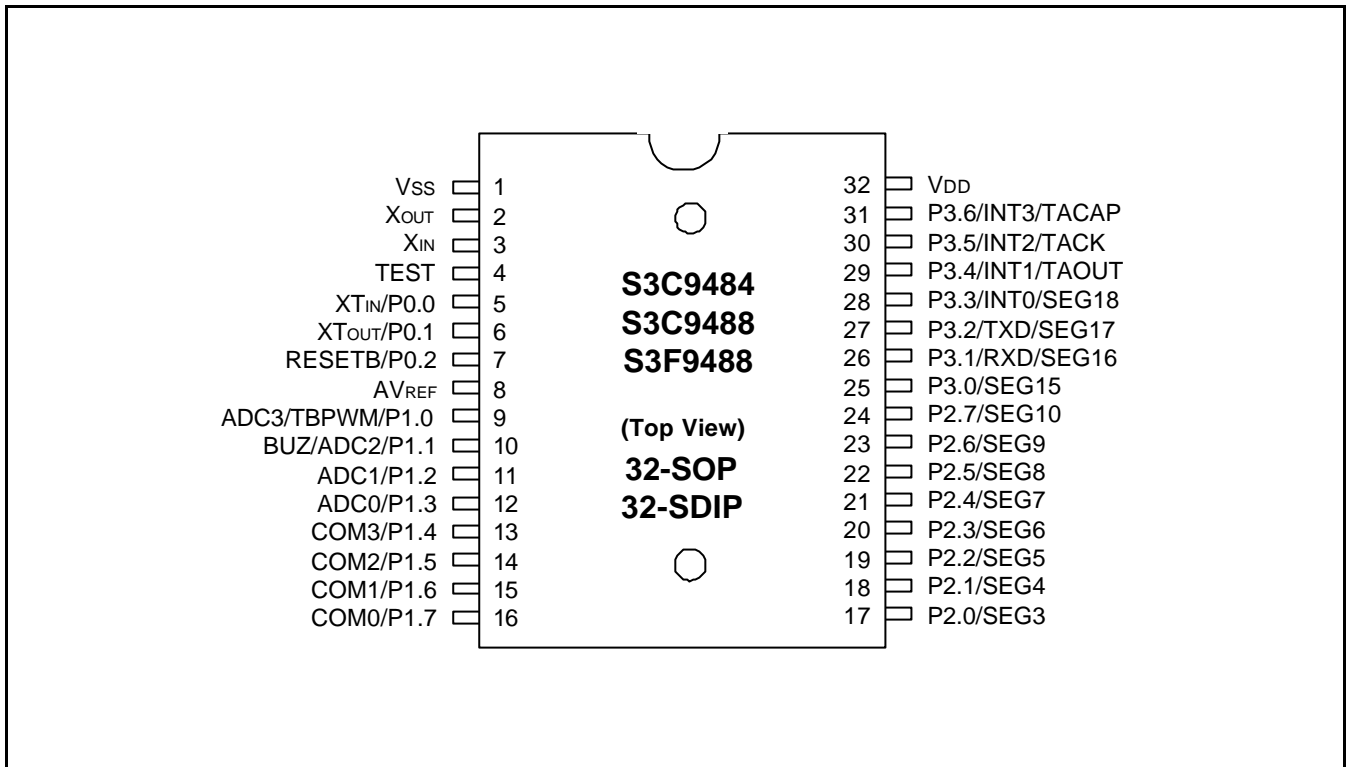 VSS 1
XOUT 2
XIN 3
TEST 4
XTIN/P0.0 5
XTOUT/P0.1 6
RESETB/P0.2 7
AVREF 8
ADC3/TBPWM/P1.0 9
BUZ/ADC2/P1.1 10
ADC1/P1.2 11
ADC0/P1.3 12
COM3/P1.4 13
COM2/P1.5 14
COM1/P1.6 15
COM0/P1.7 16
S3C9484
S3C9488
S3F9488
(Top View)
32-SOP
32-SDIP
32 VDD
31 P3.6/INT3/TACAP
30 P3.5/INT2/TACK
29 P3.4/INT1/TAOUT
28 P3.3/INT0/SEG18
27 P3.2/TXD/SEG17
26 P3.1/RXD/SEG16
25 P3.0/SEG15
24 P2.7/SEG10
23 P2.6/SEG9
22 P2.5/SEG8
21 P2.4/SEG7
20 P2.3/SEG6
19 P2.2/SEG5
18 P2.1/SEG4
17 P2.0/SEG3